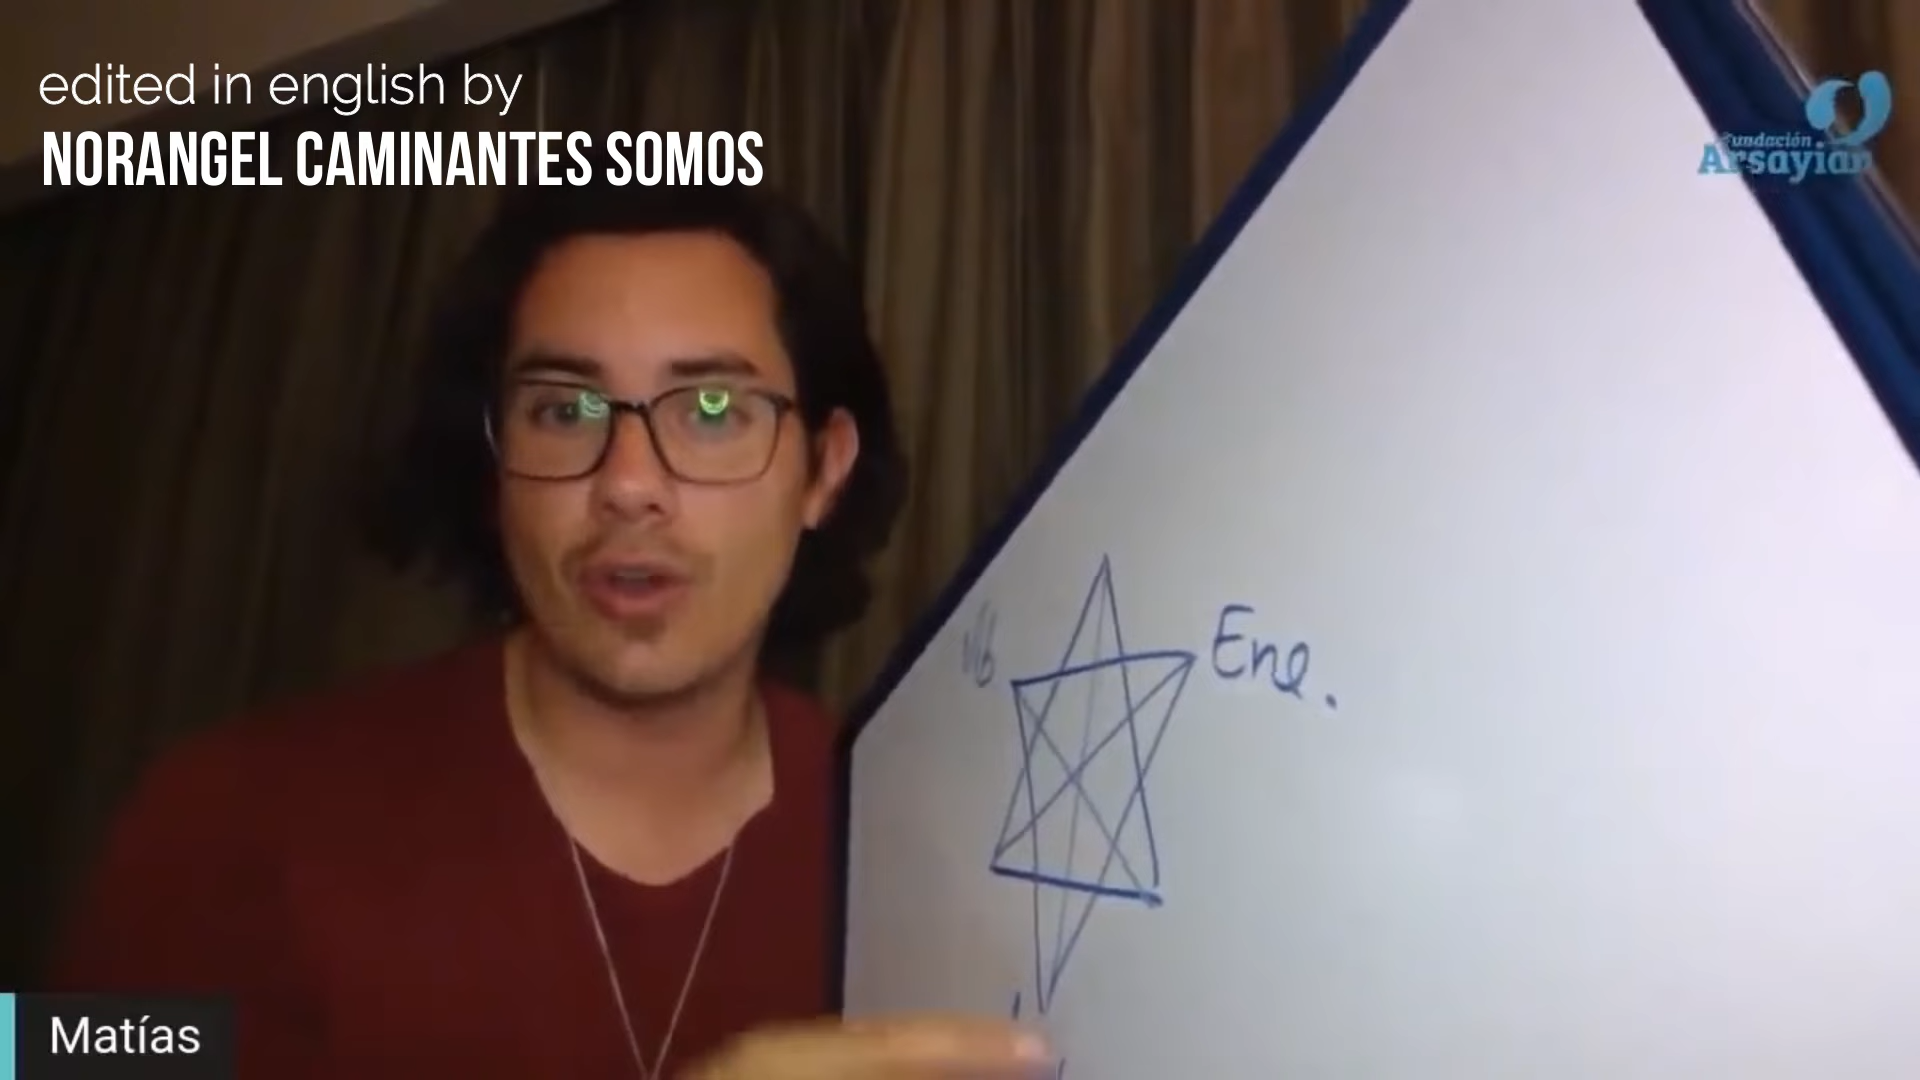 edited in english by
NORANGEL CAMINANTES SOMOS
Fundación
Arsayian
Ene.
Matías